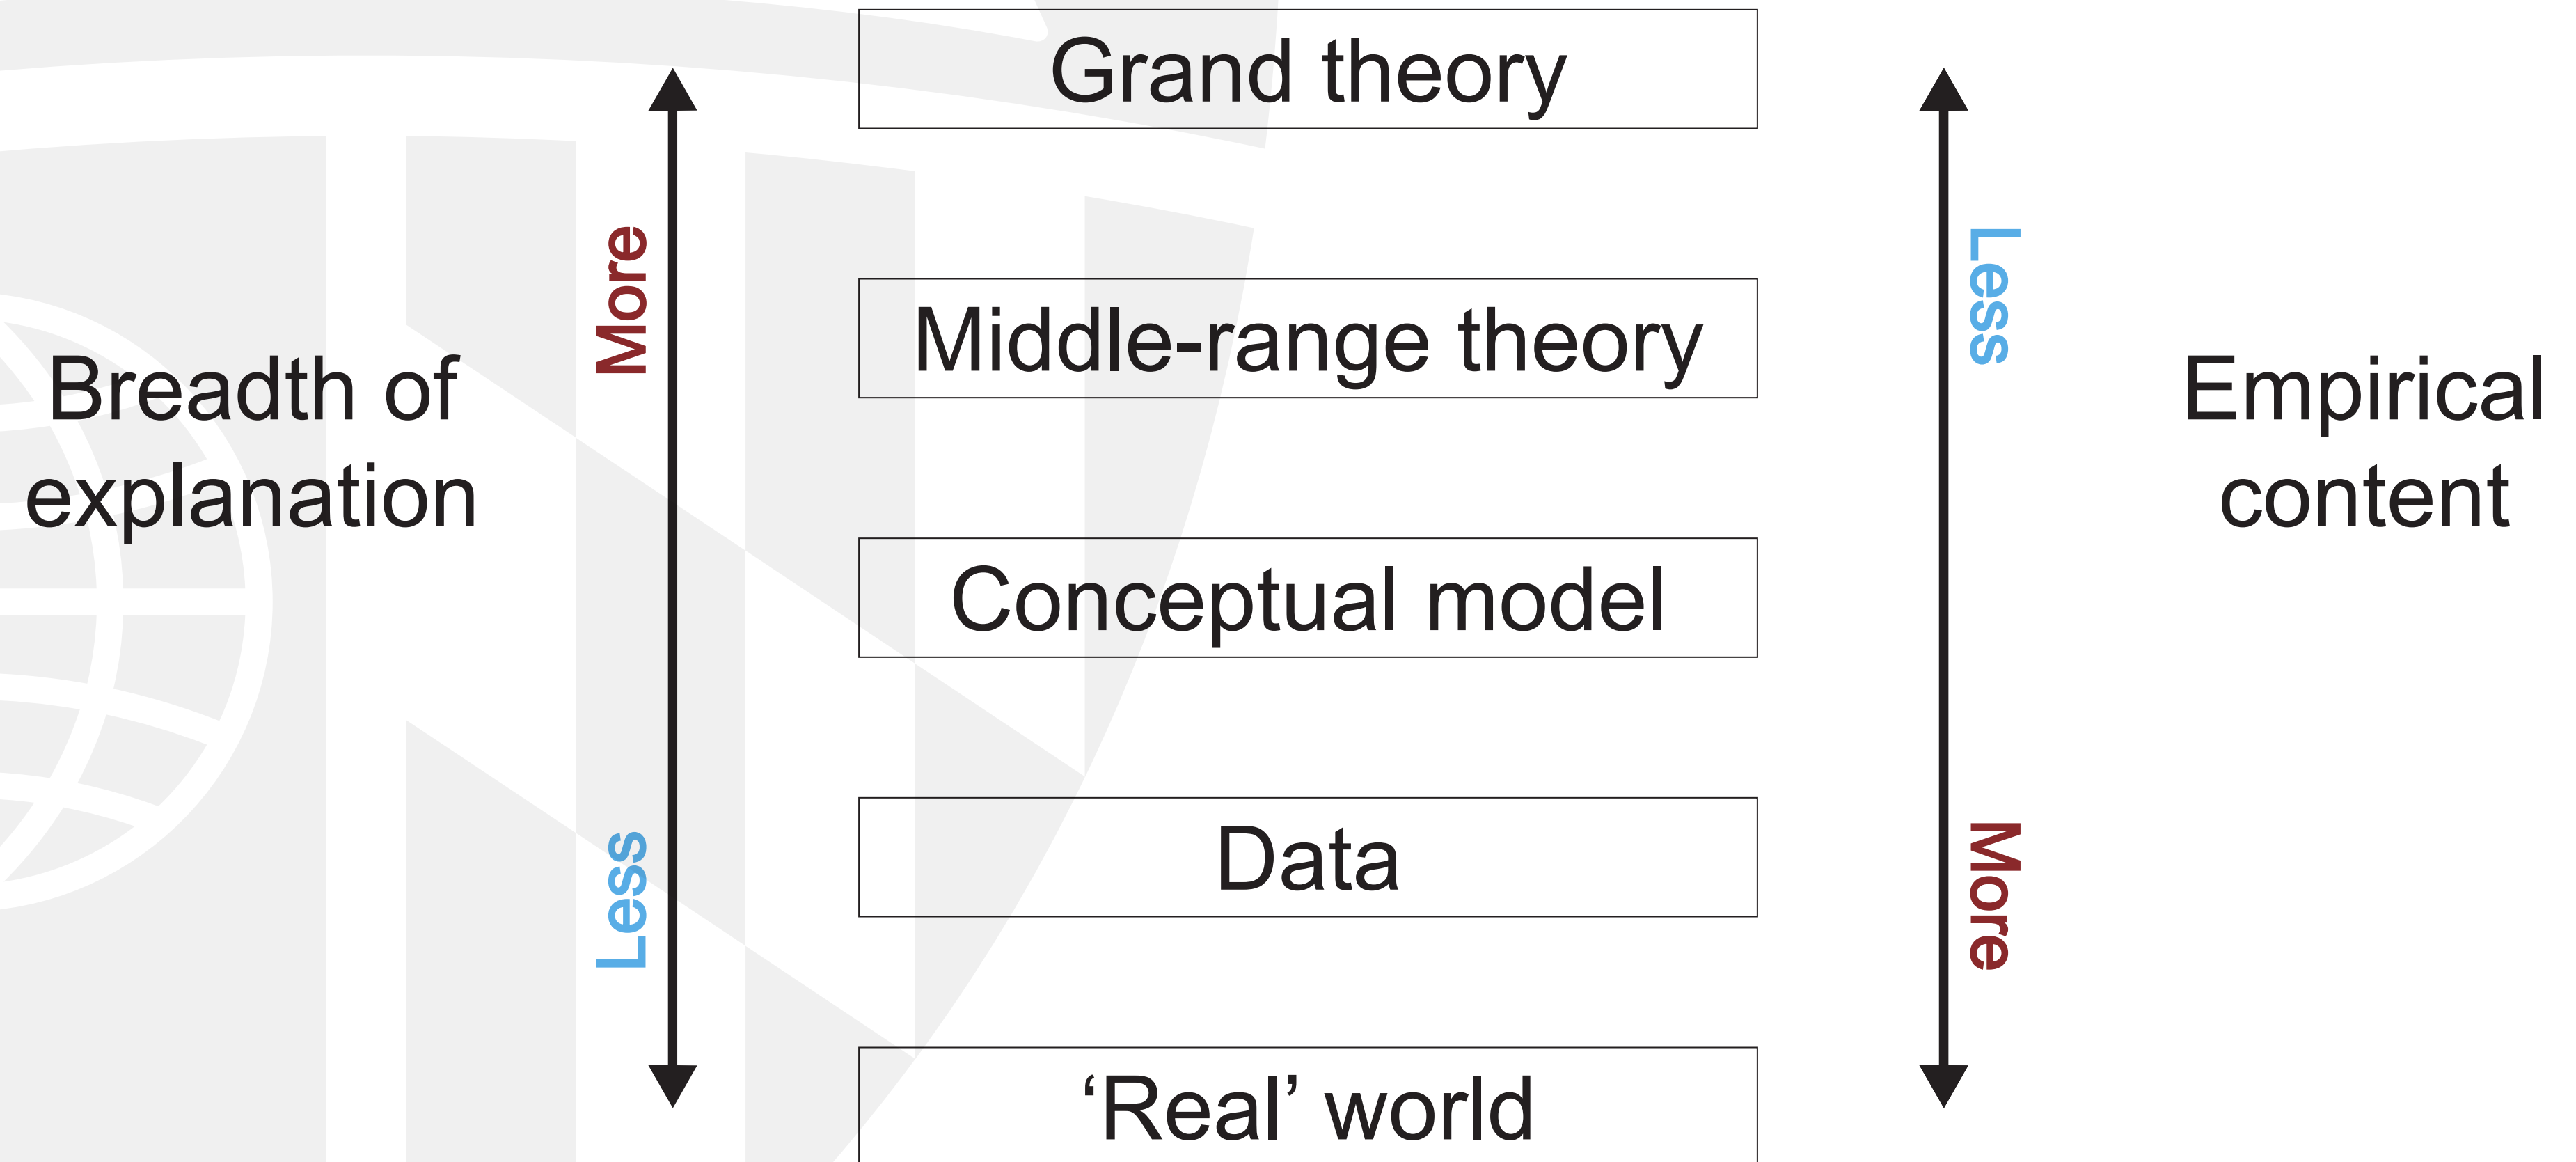 Grand theory
More
Less
Middle-range theory
Breadth of
explanation
Empirical
content
Conceptual model
Less
More
Data
‘Real’ world